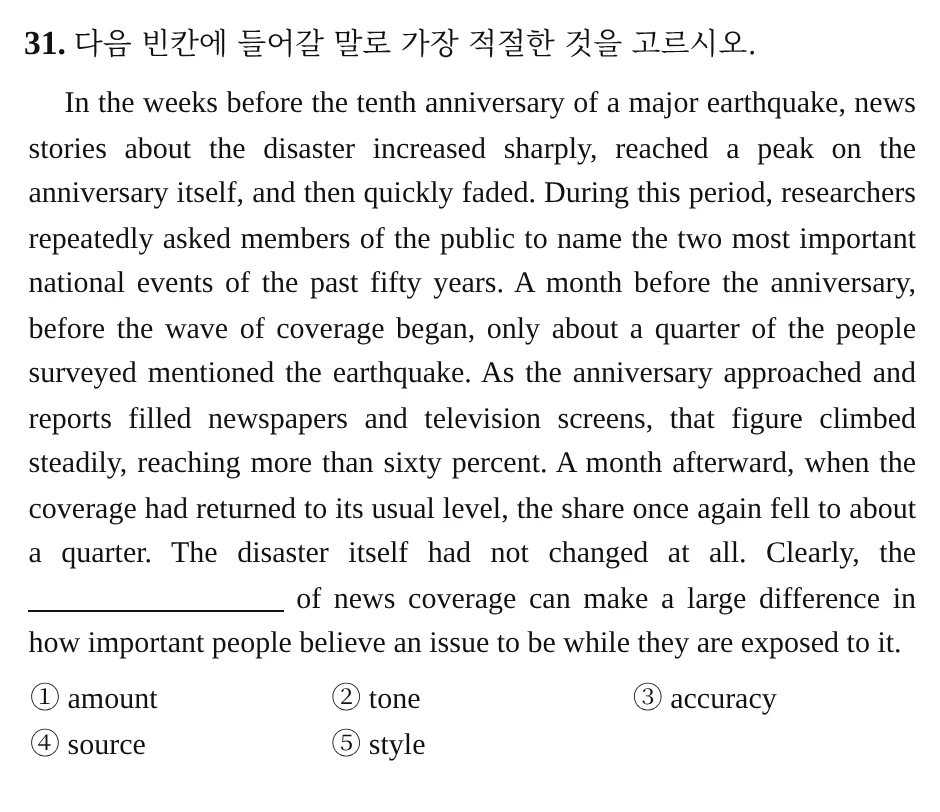 31. 다음 빈칸에 들어갈 말로 가장 적절한 것을 고르시오.
In the weeks before the tenth anniversary of a major earthquake, news
stories about the disaster increased sharply, reached a peak on the
anniversary itself, and then quickly faded. During this period, researchers
repeatedly asked members of the public to name the two most important
national events of the past fifty years. A month before the anniversary,
before the wave of coverage began, only about a quarter of the people
surveyed mentioned the earthquake. As the anniversary approached and
reports filled newspapers and television screens, that figure climbed
steadily, reaching more than sixty percent. A month afterward, when the
coverage had returned to its usual level, the share once again fell to about
a quarter. The disaster itself had not changed at all. Clearly, the
________________ of news coverage can make a large difference in
how important people believe an issue to be while they are exposed to it.
① amount ② tone ③ accuracy
④ source ⑤ style